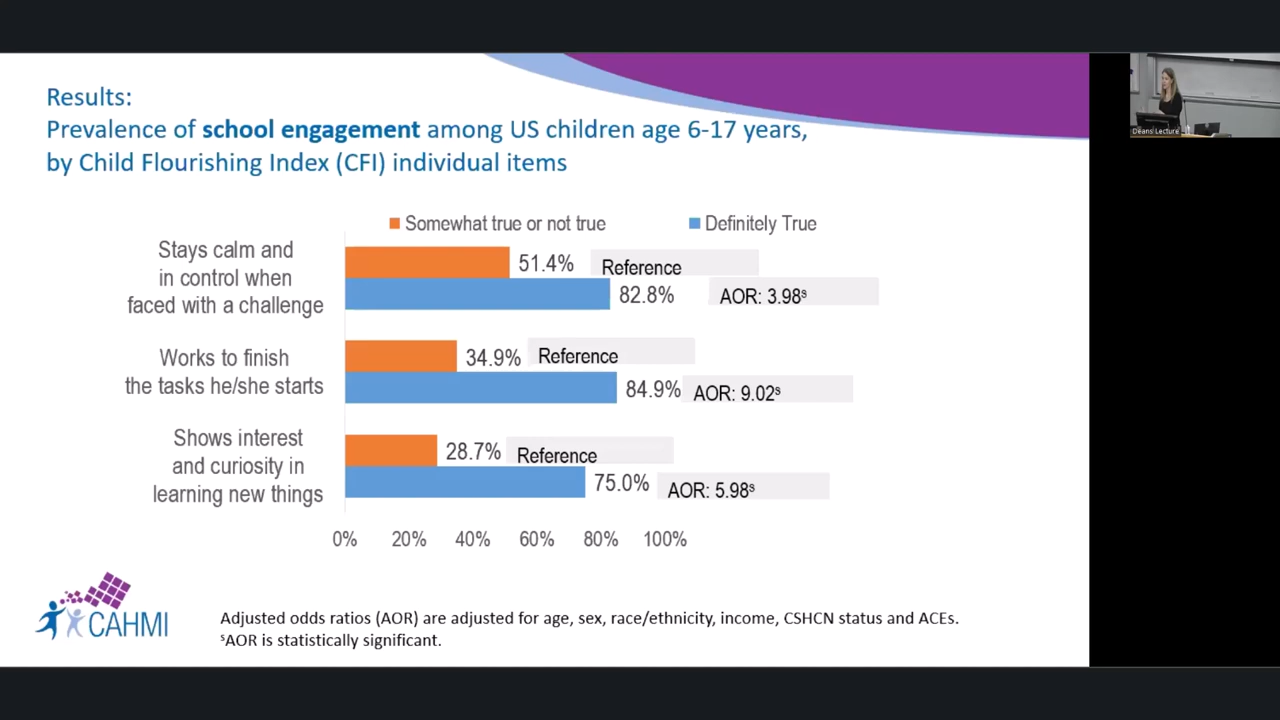 Results:
Prevalence of school engagement among US children age 6-17 years,
by Child Flourishing Index (CFI) individual items
Somewhat true or not true
Definitely True
Stays calm and
in control when
faced with a challenge
51.4%
Reference
82.8%
AOR: 3.98ˢ
Works to finish
the tasks he/she starts
34.9%
Reference
84.9%
AOR: 9.02ˢ
Shows interest
and curiosity in
learning new things
28.7%
Reference
75.0%
AOR: 5.98ˢ
0% 20% 40% 60% 80% 100%
CAHMI
Adjusted odds ratios (AOR) are adjusted for age, sex, race/ethnicity, income, CSHCN status and ACEs.
ˢAOR is statistically significant.
Deans Lecture